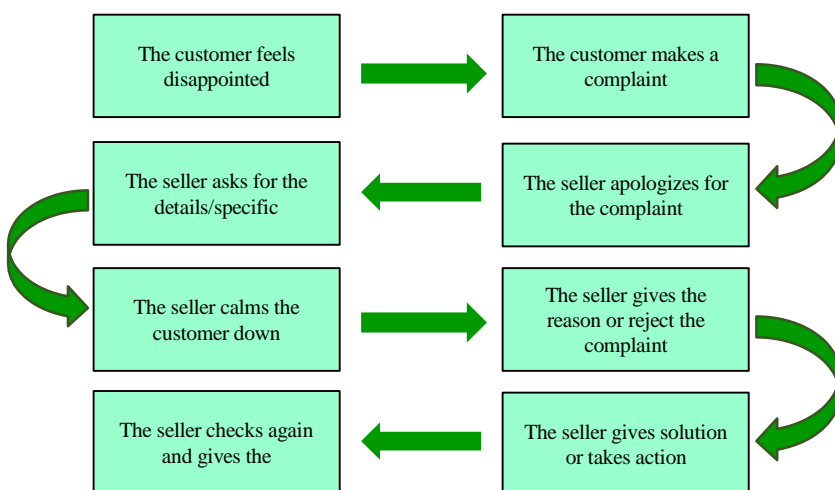 The customer feels
disappointed
The customer makes a
complaint
The seller apologizes for
the complaint
The seller asks for the
details/specific
The seller calms the
customer down
The seller gives the
reason or reject the
complaint
The seller gives solution
or takes action
The seller checks again
and gives the